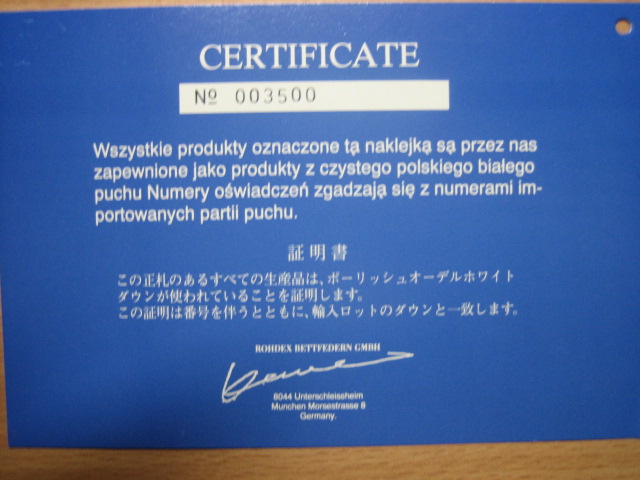 CERTIFICATE
Nº 003500
Wszystkie produkty oznaczone tą naklejką są przez nas
zapewnione jako produkty z czystego polskiego białego
puchu Numery oświadczeń zgadzają się z numerami im-
portowanych partii puchu.
証明書
この正札のあるすべての生産品は、ポーリッシュオーデルホワイト
ダウンが使われていることを証明します。
この証明は番号を伴うとともに、輸入ロットのダウンと一致します。
ROHDEX BETTFEDERN GMBH
8044 Unterschleissheim
Munchen Morsestrasse 8
Germany.